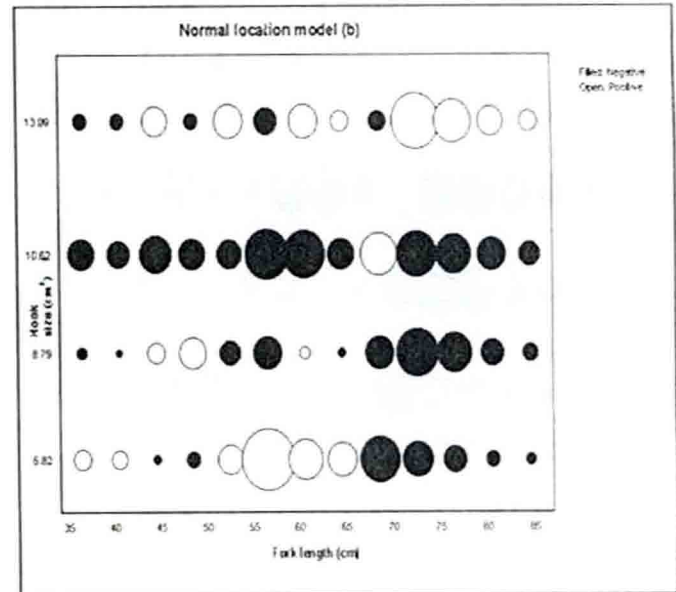 Normal location model (b)
Filled: Negative
Open: Positive
13.99
10.62
8.79
6.82
Hook
size (cm²)
35 40 45 50 55 60 65 70 75 80 85
Fork length (cm)